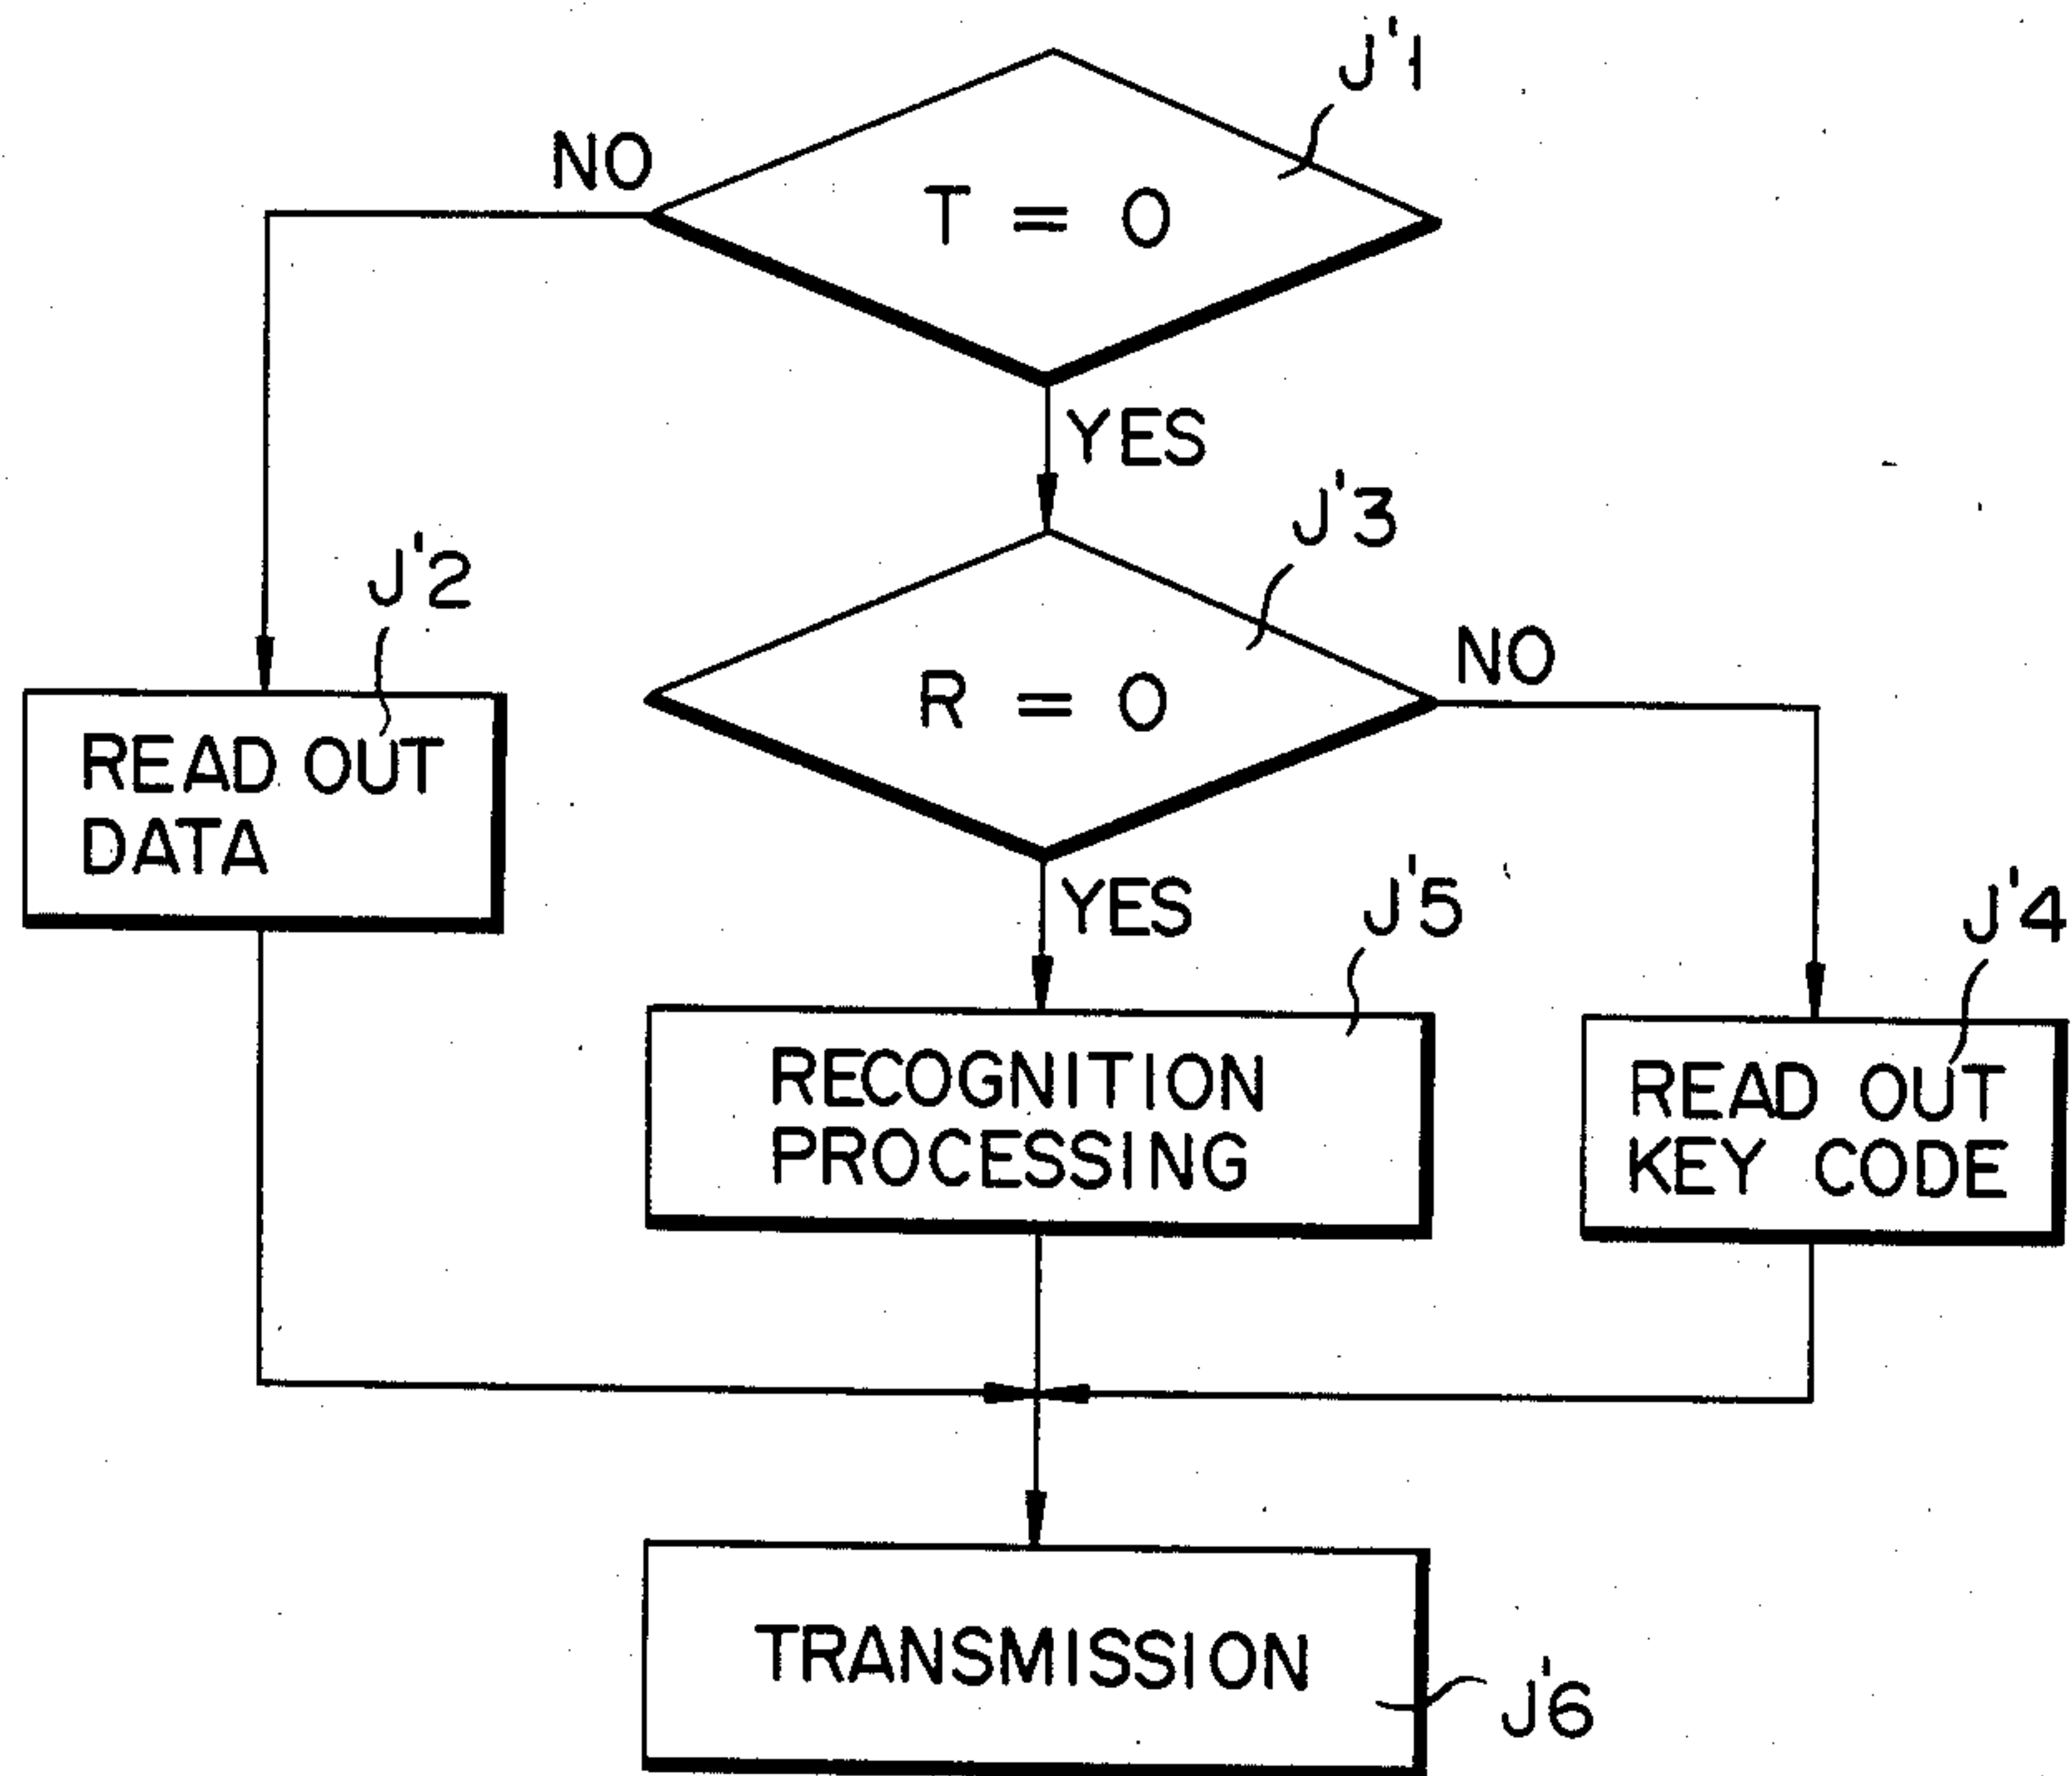 J'1
NO
T = 0
YES
J'3
J'2
NO
R = 0
READ OUT
DATA
YES
J'5
J'4
RECOGNITION
PROCESSING
READ OUT
KEY CODE
TRANSMISSION
J'6